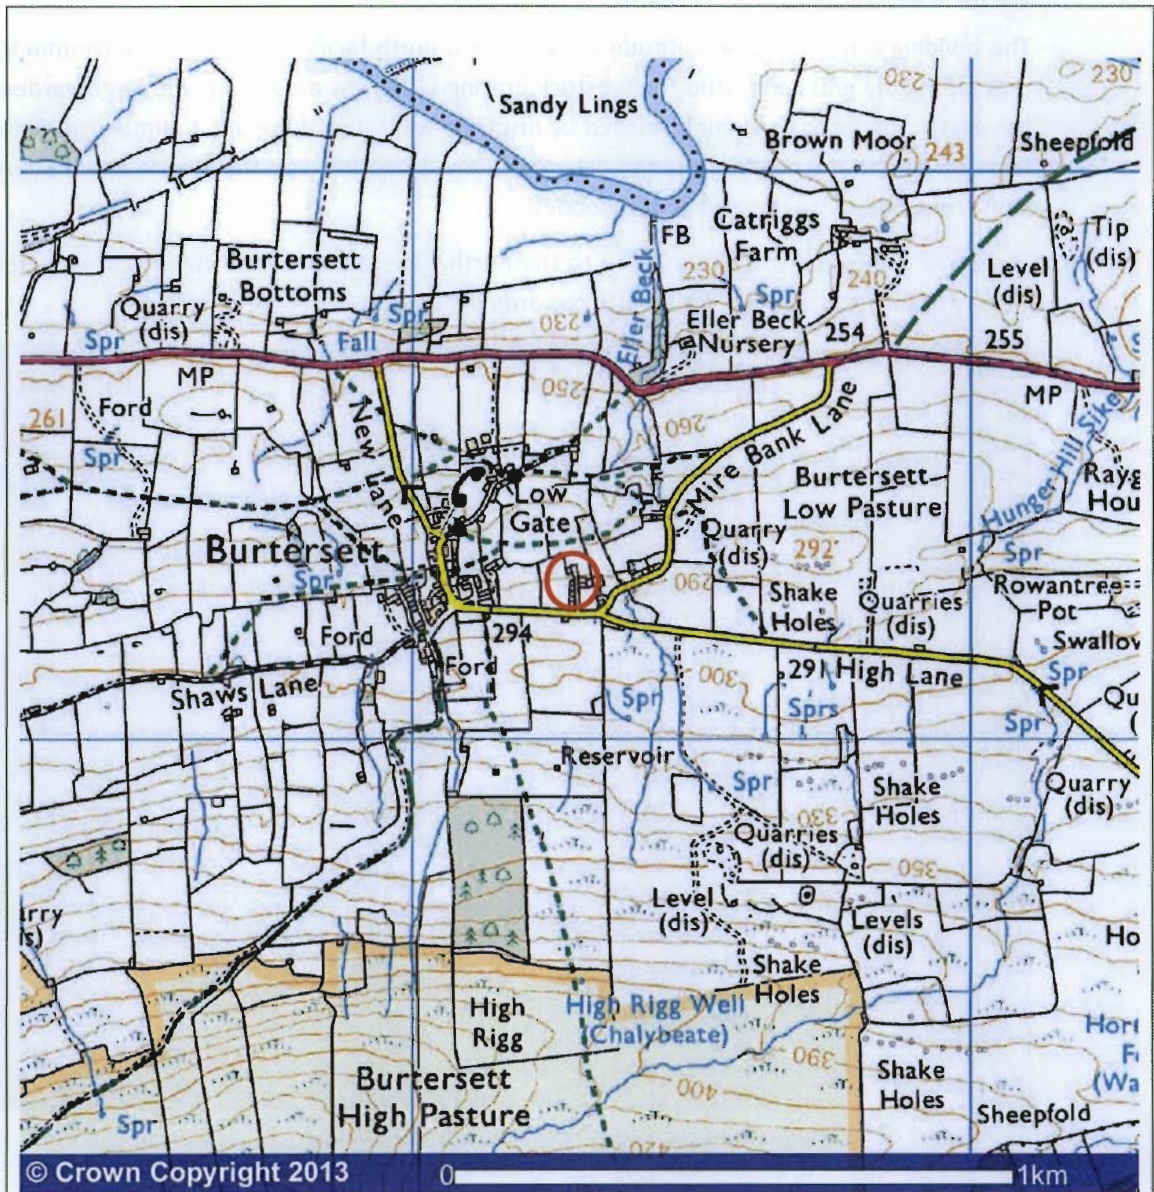 230
230
Sandy Lings
Brown Moor
243
Sheepfold
Catriggs
Farm
FB
Tip
(dis)
Burtersett
Bottoms
230
Spr
240
Level
(dis)
Quarry
(dis)
Spr
230
Eller Beck
Eller Beck
Nursery
254
255
Spr
Fall
MP
250
MP
261
Ford
New Lane
260
Mire Bank Lane
Hunger Hill Sike
Spr
Burtersett
Low Pasture
Low
Gate
Burtersett
Quarry
(dis)
292
Spr
Spr
290
Rowantree
Pot
Shake
Holes
Quarries
(dis)
Ford
294
Swallow
Ford
291
High Lane
Spr
Shaws Lane
300
Spr
Sprs
Spr
Reservoir
Spr
Shake
Holes
Quarry
(dis)
330
Quarries
(dis)
350
Level
(dis)
Levels
(dis)
Shake
Holes
High
Rigg
High Rigg Well
(Chalybeate)
390
400
Burtersett
High Pasture
Shake
Holes
Sheepfold
Spr
420
© Crown Copyright 2013
0
1km